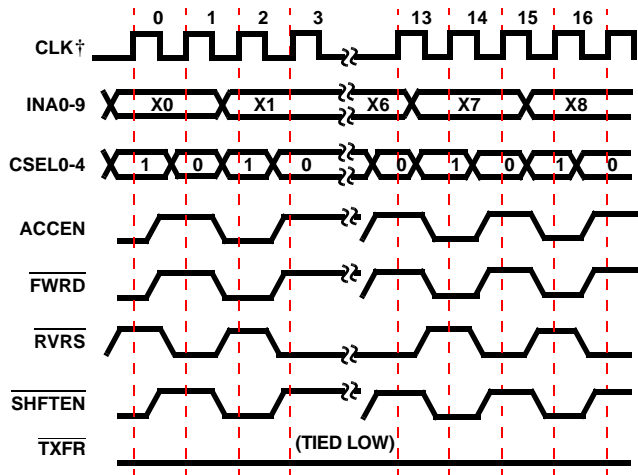 0 1 2 3 13 14 15 16
CLK†
INA0-9 X0 X1 X6 X7 X8
CSEL0-4 1 0 1 0 0 1 0 1 0
ACCEN
FWRD
RVRS
SHFTEN
(TIED LOW)
TXFR